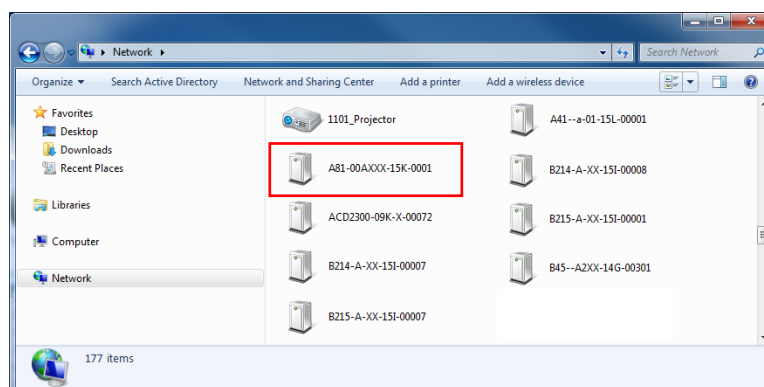 Network
Search Network
Organize
Search Active Directory
Network and Sharing Center
Add a printer
Add a wireless device
Favorites
Desktop
Downloads
Recent Places
Libraries
Computer
Network
1101_Projector
A81-00AXXX-15K-0001
ACD2300-09K-X-00072
B214-A-XX-15I-00007
B215-A-XX-15I-00007
A41--a-01-15L-00001
B214-A-XX-15I-00008
B215-A-XX-15I-00001
B45--A2XX-14G-00301
177 items